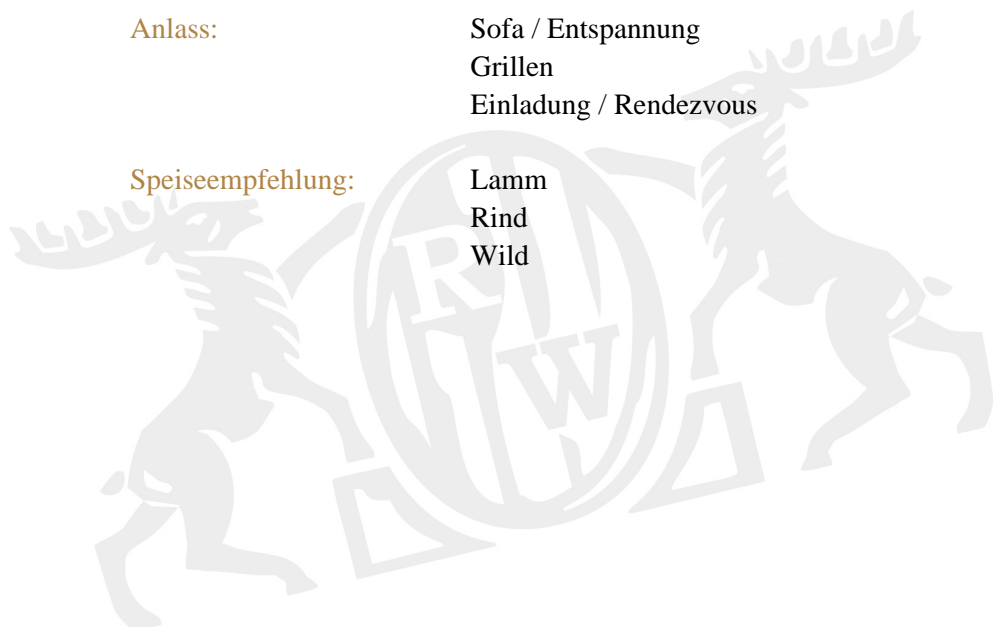 Anlass: Sofa / Entspannung
Grillen
Einladung / Rendezvous
Speiseempfehlung: Lamm
Rind
Wild
R
W